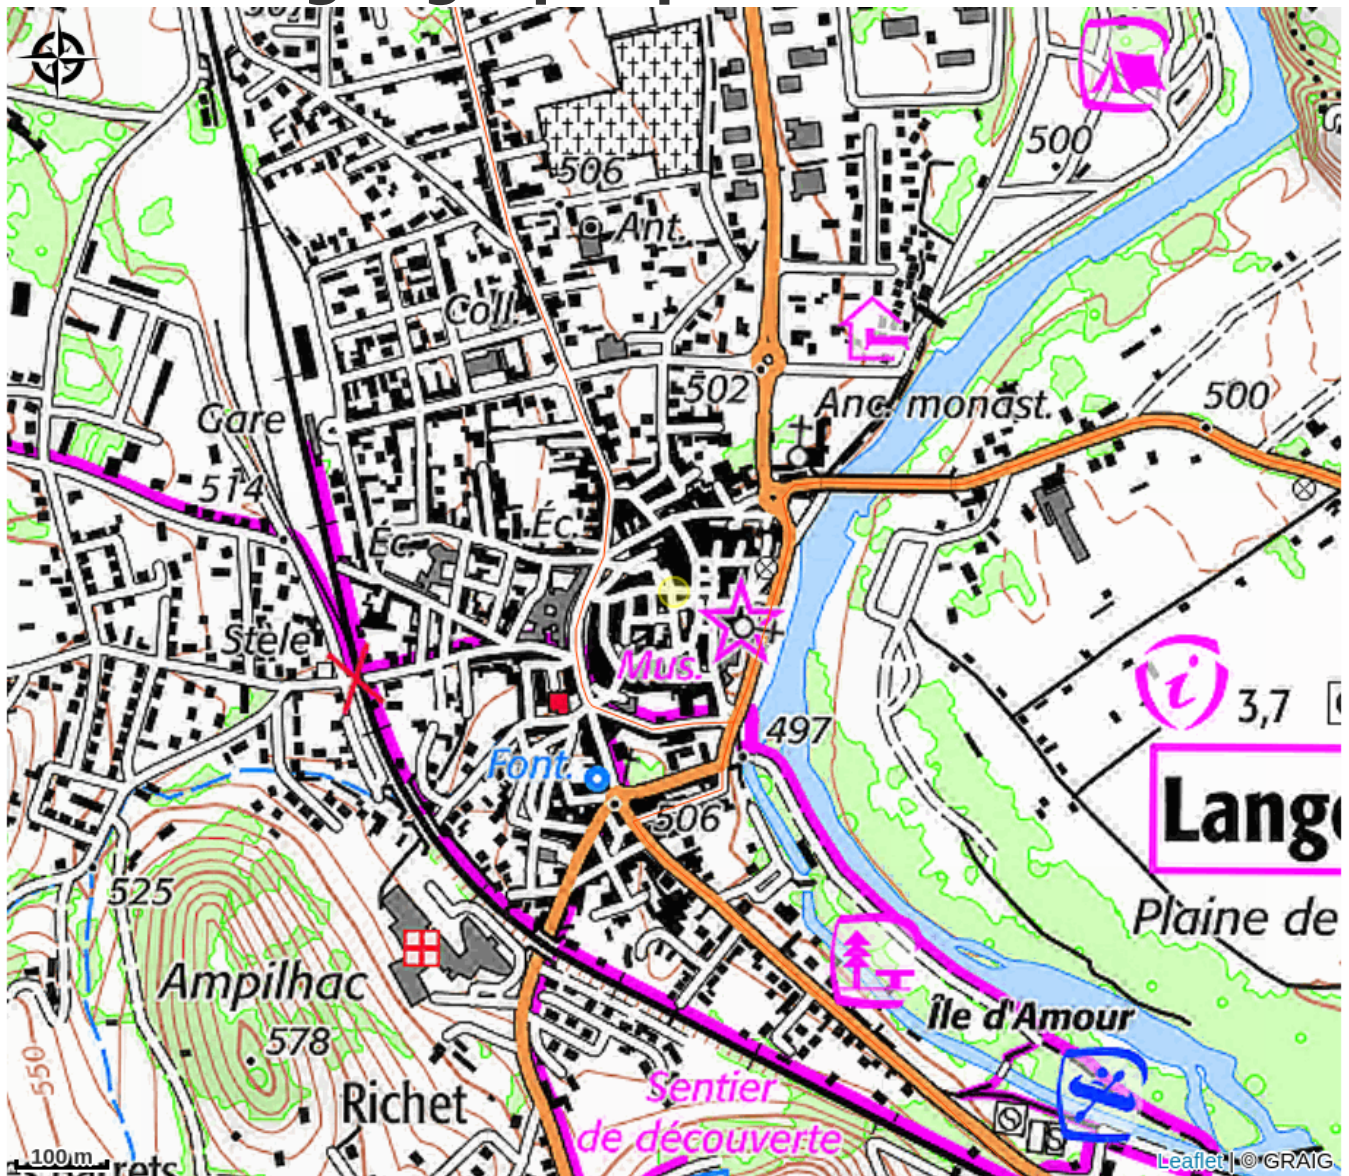 506
500
Ant.
Coll.
502
Anc. monast.
500
Gare
514
Éc.
Éc.
Stèle
Mus.
i
3,7
497
Font.
506
Lang
525
Plaine de
Ampilhac
578
Île d'Amour
550
Richet
Sentier
de découverte
100 m
Leaflet | © GRAIG